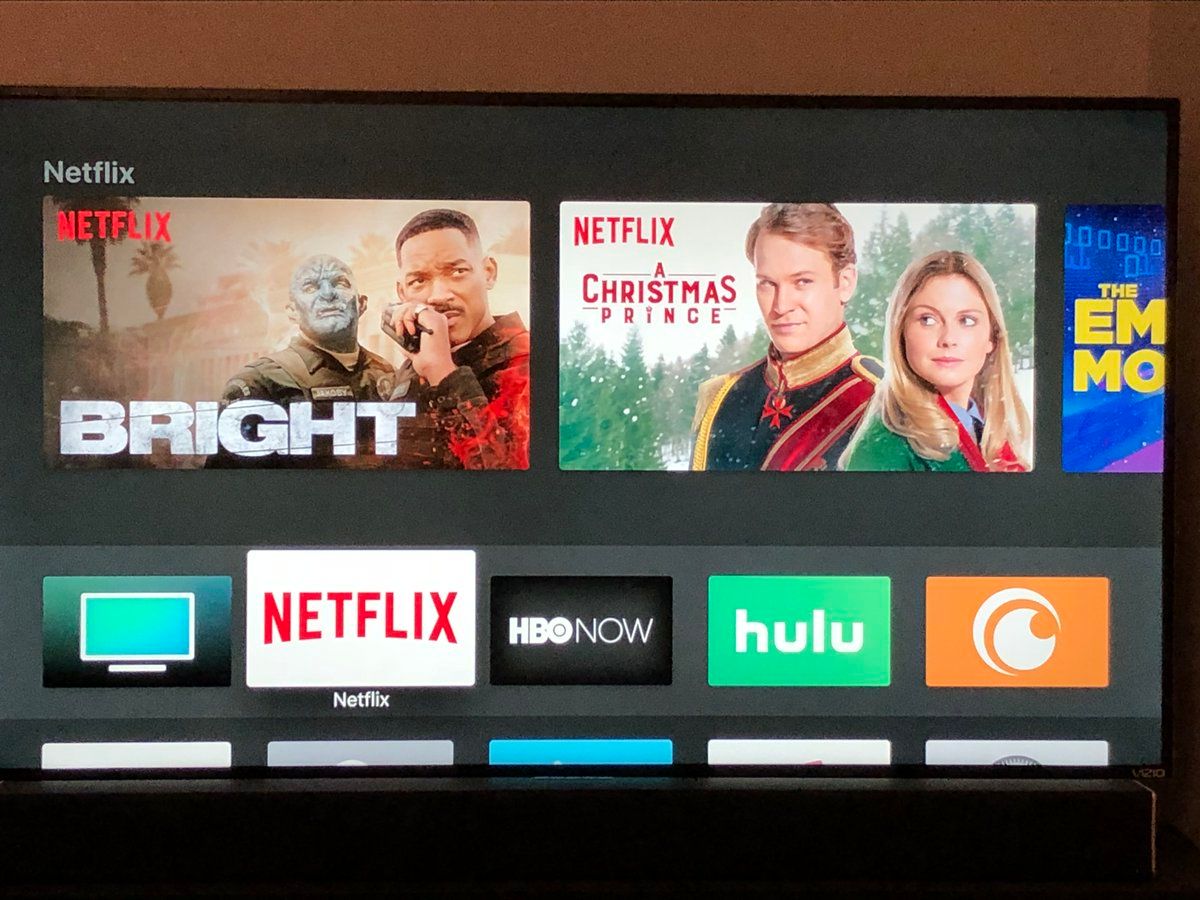 Netflix
NETFLIX
BRIGHT
NETFLIX
A
CHRISTMAS
PRINCE
THE
EM
MO
NETFLIX
HBO NOW
hulu
Netflix
VIZIO